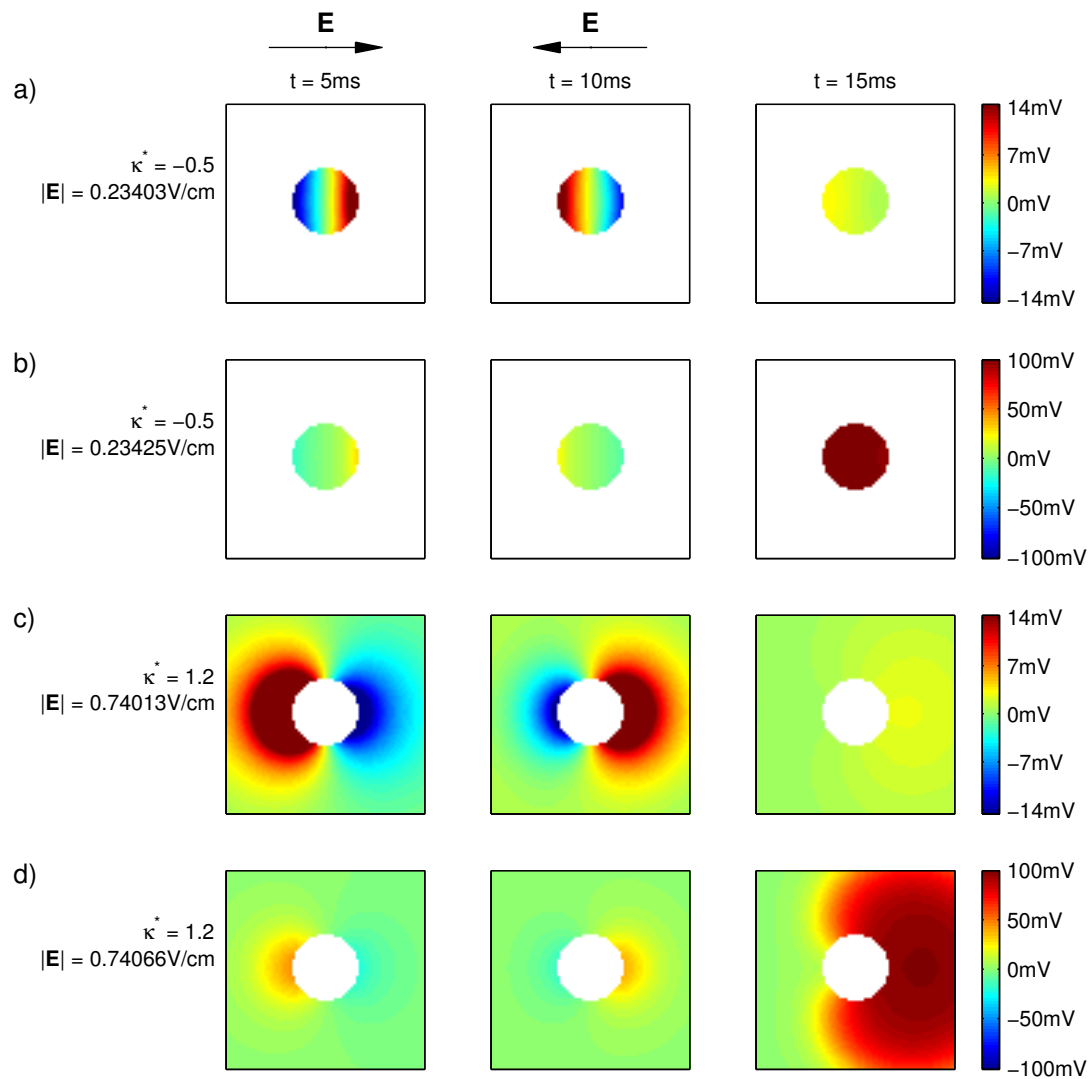 E E
t = 5ms t = 10ms t = 15ms
a)
κ* = −0.5
|E| = 0.23403V/cm
14mV
7mV
0mV
−7mV
−14mV
b)
κ* = −0.5
|E| = 0.23425V/cm
100mV
50mV
0mV
−50mV
−100mV
c)
κ* = 1.2
|E| = 0.74013V/cm
14mV
7mV
0mV
−7mV
−14mV
d)
κ* = 1.2
|E| = 0.74066V/cm
100mV
50mV
0mV
−50mV
−100mV